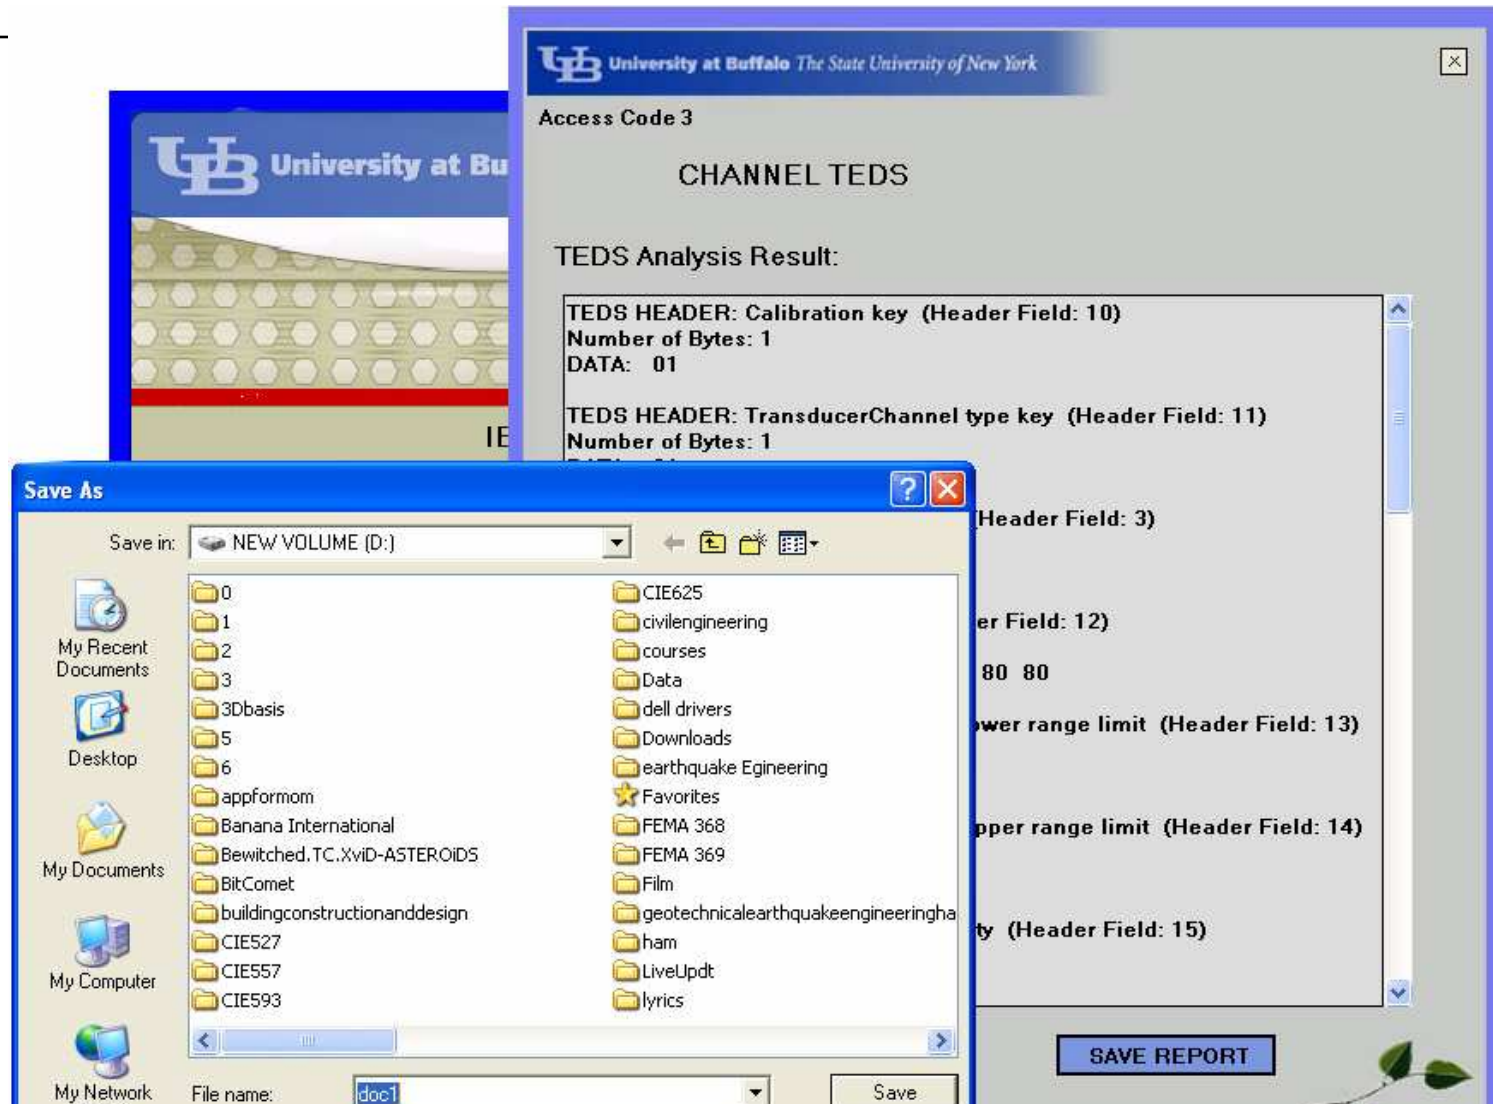 UB University at Buffalo The State University of New York
Access Code 3
CHANNEL TEDS
TEDS Analysis Result:
TEDS HEADER: Calibration key (Header Field: 10)
Number of Bytes: 1
DATA: 01
TEDS HEADER: TransducerChannel type key (Header Field: 11)
Number of Bytes: 1
(Header Field: 3)
er Field: 12)
80 80
ower range limit (Header Field: 13)
pper range limit (Header Field: 14)
ty (Header Field: 15)
SAVE REPORT
UB University at Bu
IE
Save As
Save in:
NEW VOLUME (D:)
My Recent
Documents
Desktop
My Documents
My Computer
My Network
0
1
2
3
3Dbasis
5
6
appformom
Banana International
Bewitched.TC.XviD-ASTEROiDS
BitComet
buildingconstructionanddesign
CIE527
CIE557
CIE593
CIE625
civilengineering
courses
Data
dell drivers
Downloads
earthquake Egineering
Favorites
FEMA 368
FEMA 369
Film
geotechnicalearthquakeengineeringha
ham
LiveUpdt
lyrics
File name:
doc1
Save